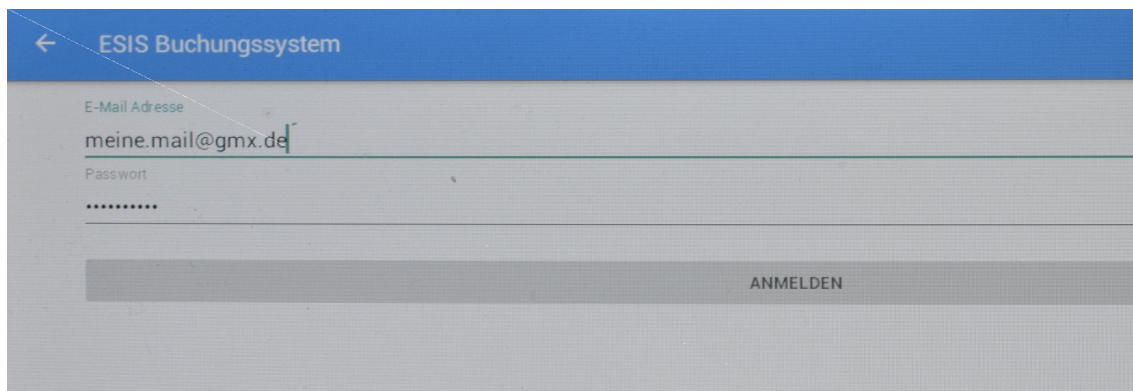 ESIS Buchungssystem
E-Mail Adresse
meine.mail@gmx.de
Passwort
••••••••••
ANMELDEN